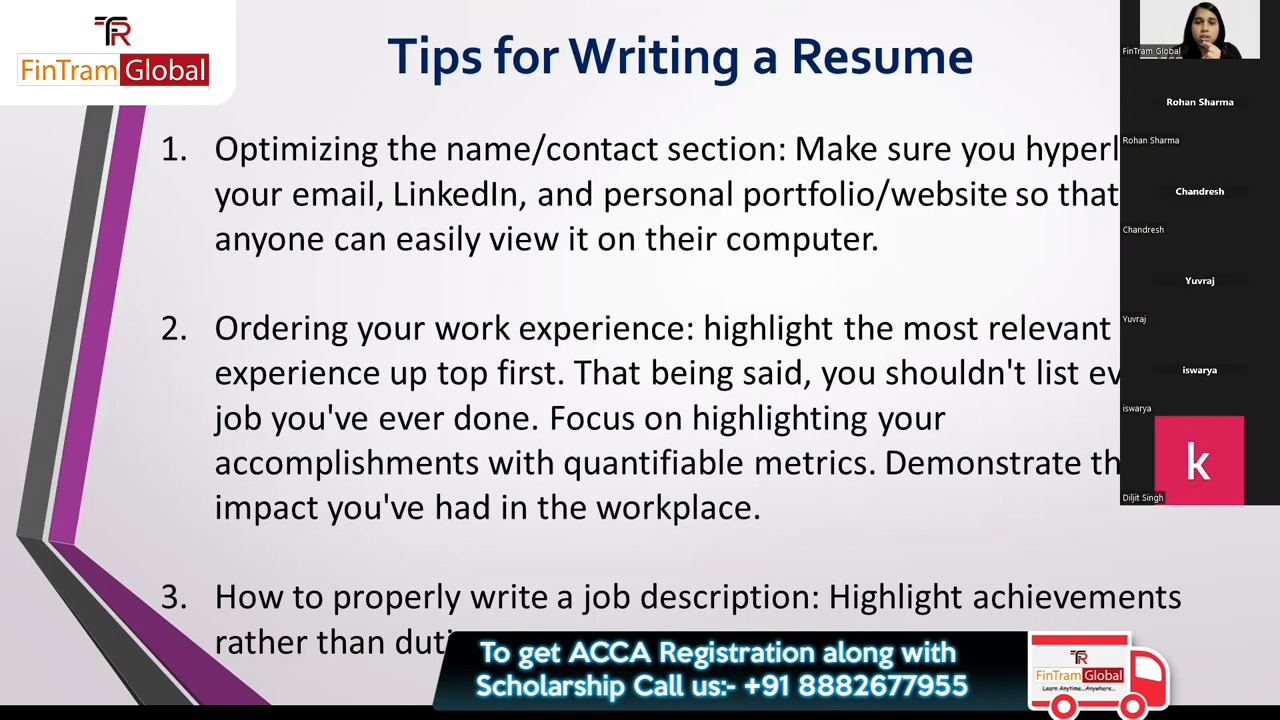 TR
FinTram Global
Tips for Writing a Resume
1. Optimizing the name/contact section: Make sure you hyperl
your email, LinkedIn, and personal portfolio/website so that
anyone can easily view it on their computer.
2. Ordering your work experience: highlight the most relevant
experience up top first. That being said, you shouldn't list ev
job you've ever done. Focus on highlighting your
accomplishments with quantifiable metrics. Demonstrate th
impact you've had in the workplace.
3. How to properly write a job description: Highlight achievements
rather than duti
FinTram Global
Rohan Sharma
Rohan Sharma
Chandresh
Chandresh
Yuvraj
Yuvraj
iswarya
iswarya
k
Diljit Singh
To get ACCA Registration along with
Scholarship Call us:- +91 8882677955
TR
FinTram Global
Learn Anytime...Anywhere...